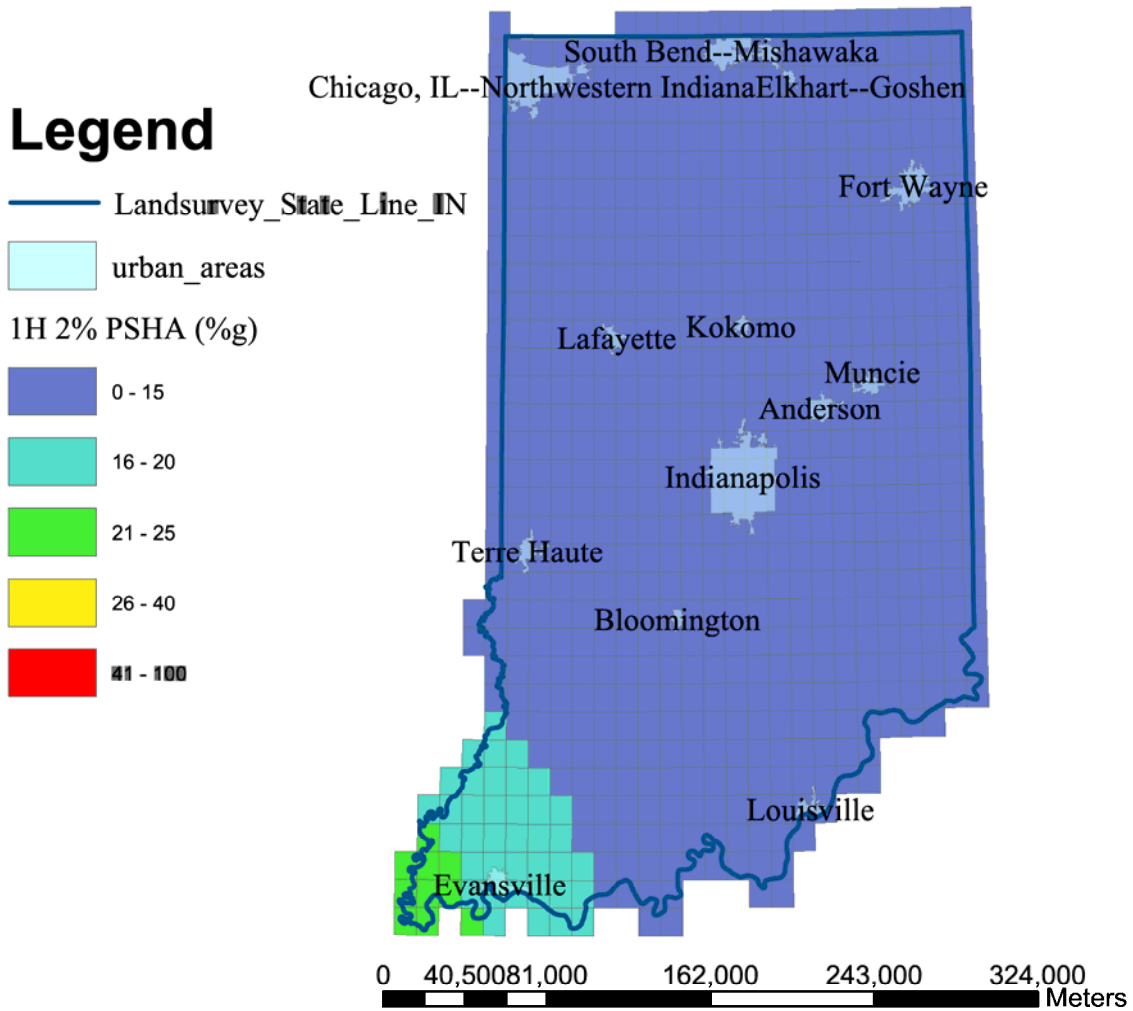 South Bend--Mishawaka
Chicago, IL--Northwestern IndianaElkhart--Goshen
Legend
Fort Wayne
Landsurvey_State_Line_IN
urban_areas
1H 2% PSHA (%g)
Lafayette
Kokomo
Muncie
0 - 15
Anderson
16 - 20
Indianapolis
21 - 25
Terre Haute
26 - 40
Bloomington
41 - 100
Louisville
Evansville
0 40,50081,000 162,000 243,000 324,000
Meters